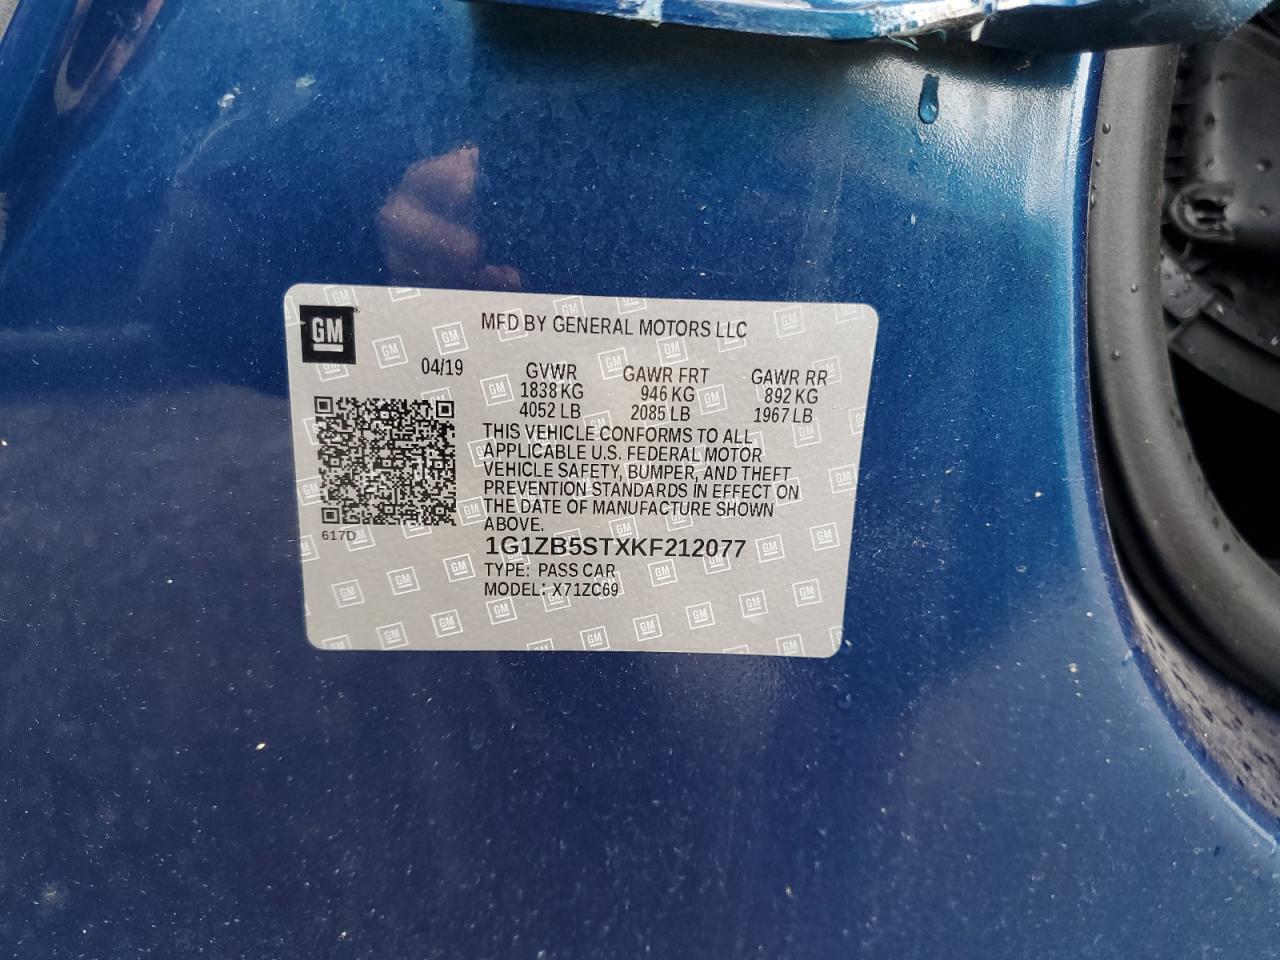 GM
MFD BY GENERAL MOTORS LLC
04/19 GVWR GAWR FRT GAWR RR
1838 KG 946 KG 892 KG
4052 LB 2085 LB 1967 LB
THIS VEHICLE CONFORMS TO ALL
APPLICABLE U.S. FEDERAL MOTOR
VEHICLE SAFETY, BUMPER, AND THEFT
PREVENTION STANDARDS IN EFFECT ON
THE DATE OF MANUFACTURE SHOWN
ABOVE.
617D
1G1ZB5STXKF212077
TYPE: PASS CAR
MODEL: X71ZC69